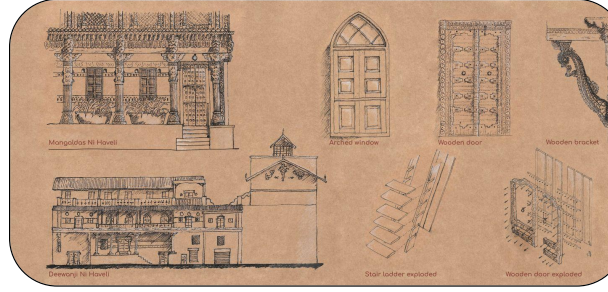 Mangaldas Ni Haveli
Arched window
Wooden door
Wooden bracket
Deewanji Ni Haveli
Stair ladder exploded
Wooden door exploded